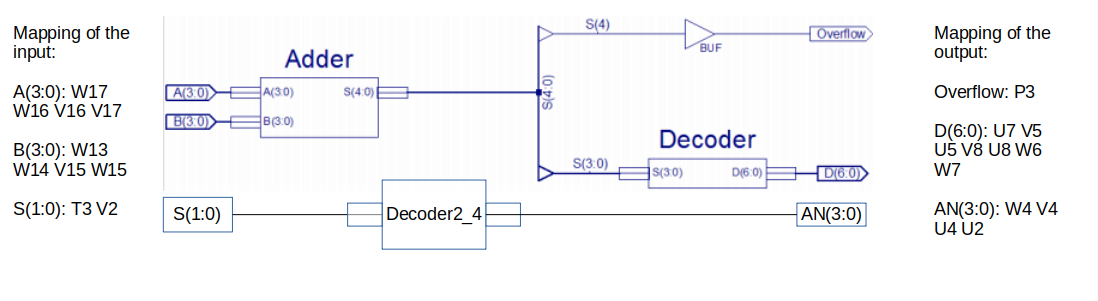 Mapping of the
input:
A(3:0): W17
W16 V16 V17
B(3:0): W13
W14 V15 W15
S(1:0): T3 V2
Adder
A(3:0)
B(3:0)
A(3:0)
B(3:0)
S(4:0)
S(4:0)
S(4)
BUF
Overflow
S(3:0)
Decoder
S(3:0)
D(6:0)
D(6:0)
S(1:0)
Decoder2_4
AN(3:0)
Mapping of the
output:
Overflow: P3
D(6:0): U7 V5
U5 V8 U8 W6
W7
AN(3:0): W4 V4
U4 U2